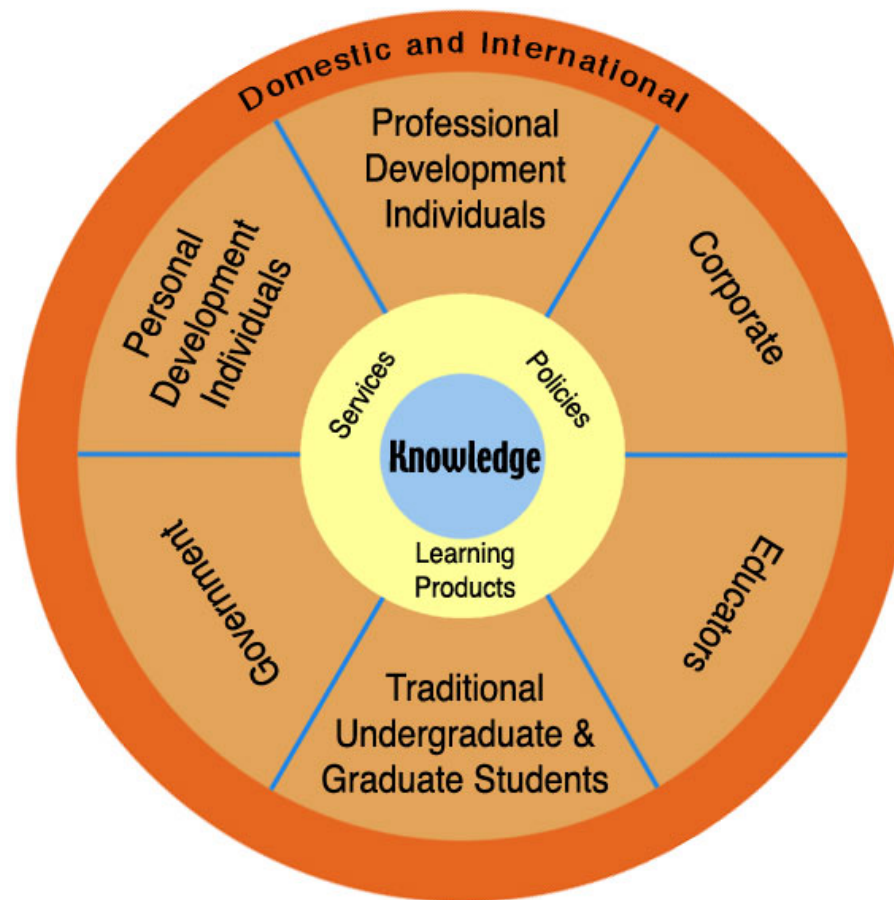 Domestic and International
Professional
Development
Individuals
Corporate
Educators
Traditional
Undergraduate &
Graduate Students
Government
Personal
Development
Individuals
Services
Policies
Learning
Products
Knowledge